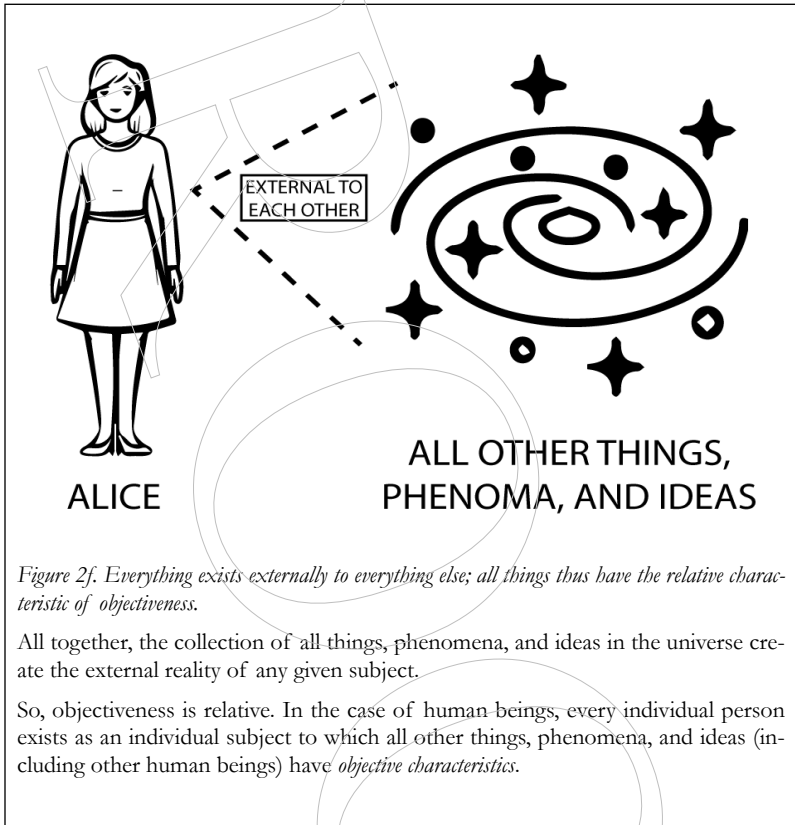 EXTERNAL TO
EACH OTHER
ALICE
ALL OTHER THINGS,
PHENOMA, AND IDEAS
Figure 2f. Everything exists externally to everything else; all things thus have the relative charac-
teristic of objectiveness.
All together, the collection of all things, phenomena, and ideas in the universe cre-
ate the external reality of any given subject.
So, objectiveness is relative. In the case of human beings, every individual person
exists as an individual subject to which all other things, phenomena, and ideas (in-
cluding other human beings) have objective characteristics.